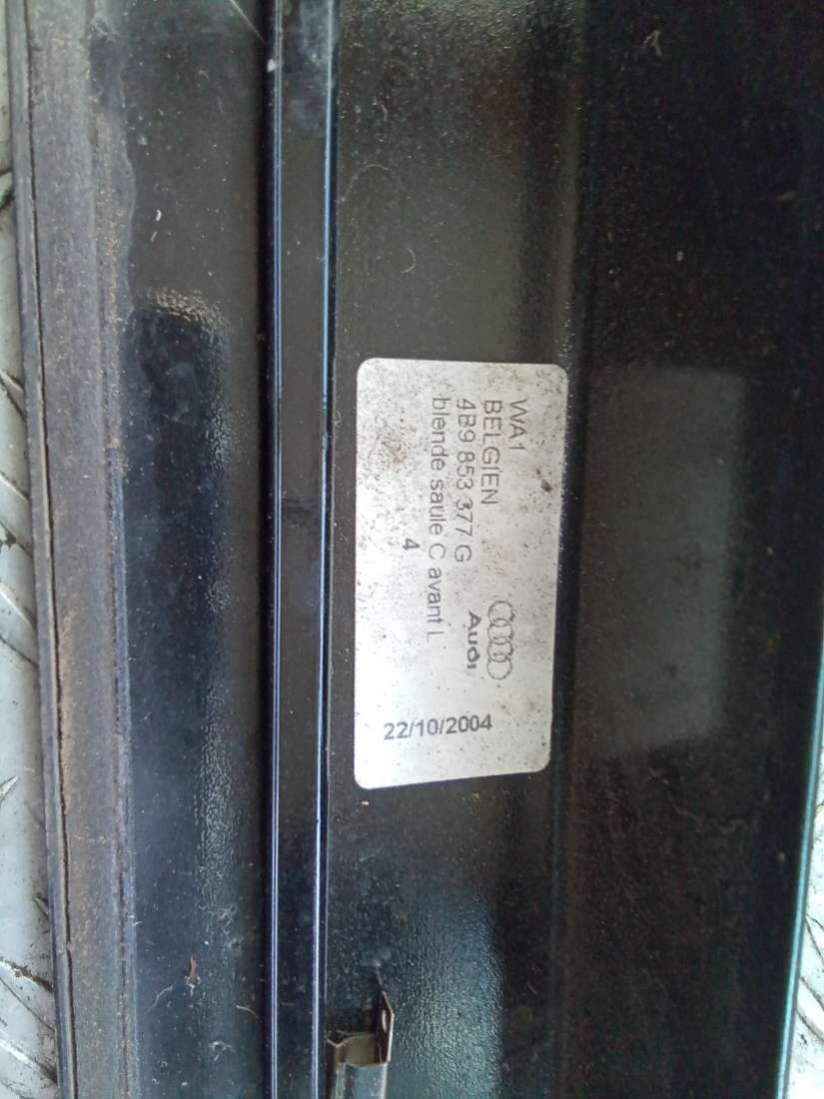 WA1
BELGIEN
4B9 853 377 G
blende saule C avant L
4
Audi
22/10/2004